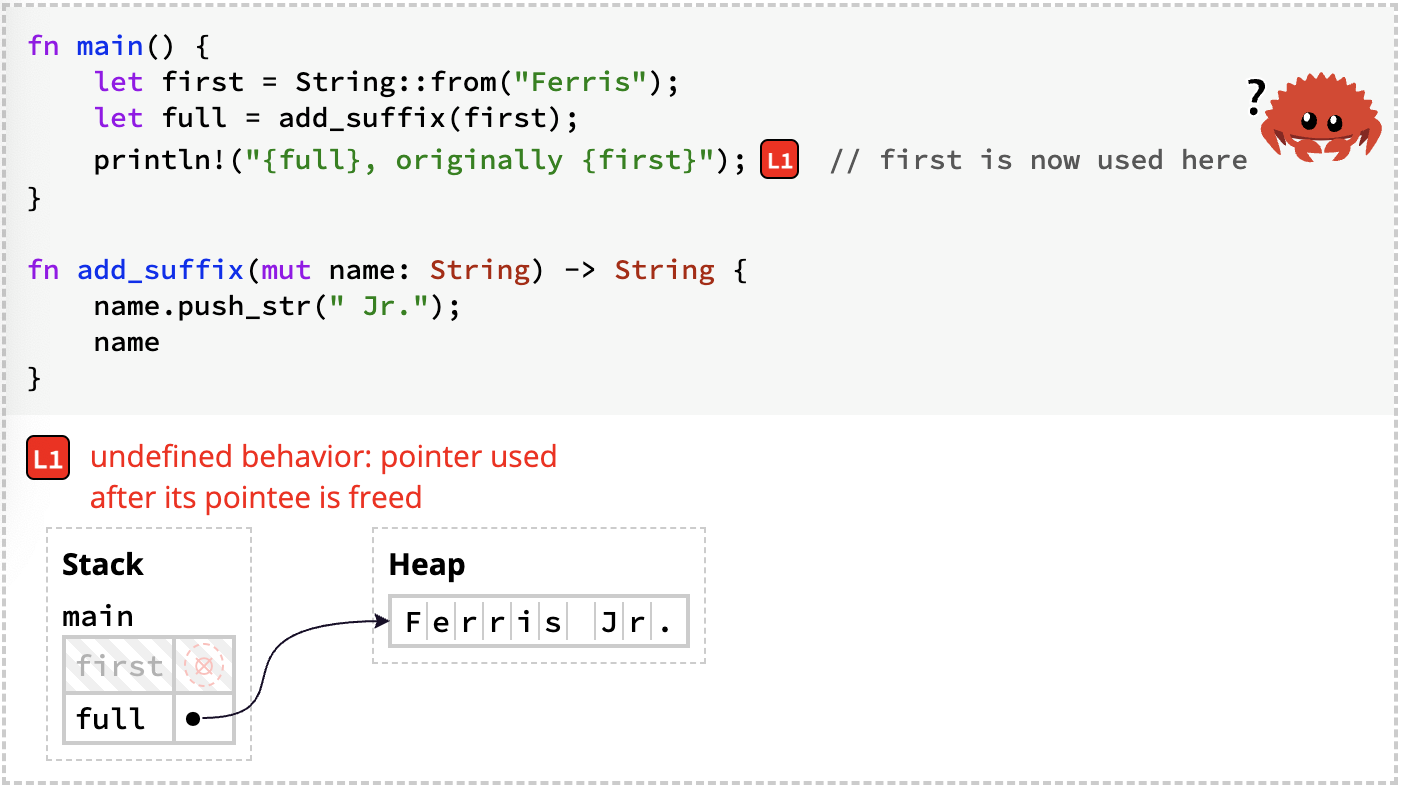 fn main() {
    let first = String::from("Ferris");
    let full = add_suffix(first);
    println!("{full}, originally {first}"); L1 // first is now used here
}
?
fn add_suffix(mut name: String) -> String {
    name.push_str(" Jr.");
    name
}
L1 undefined behavior: pointer used
after its pointee is freed
Stack
main
first
full
Heap
Ferris Jr.